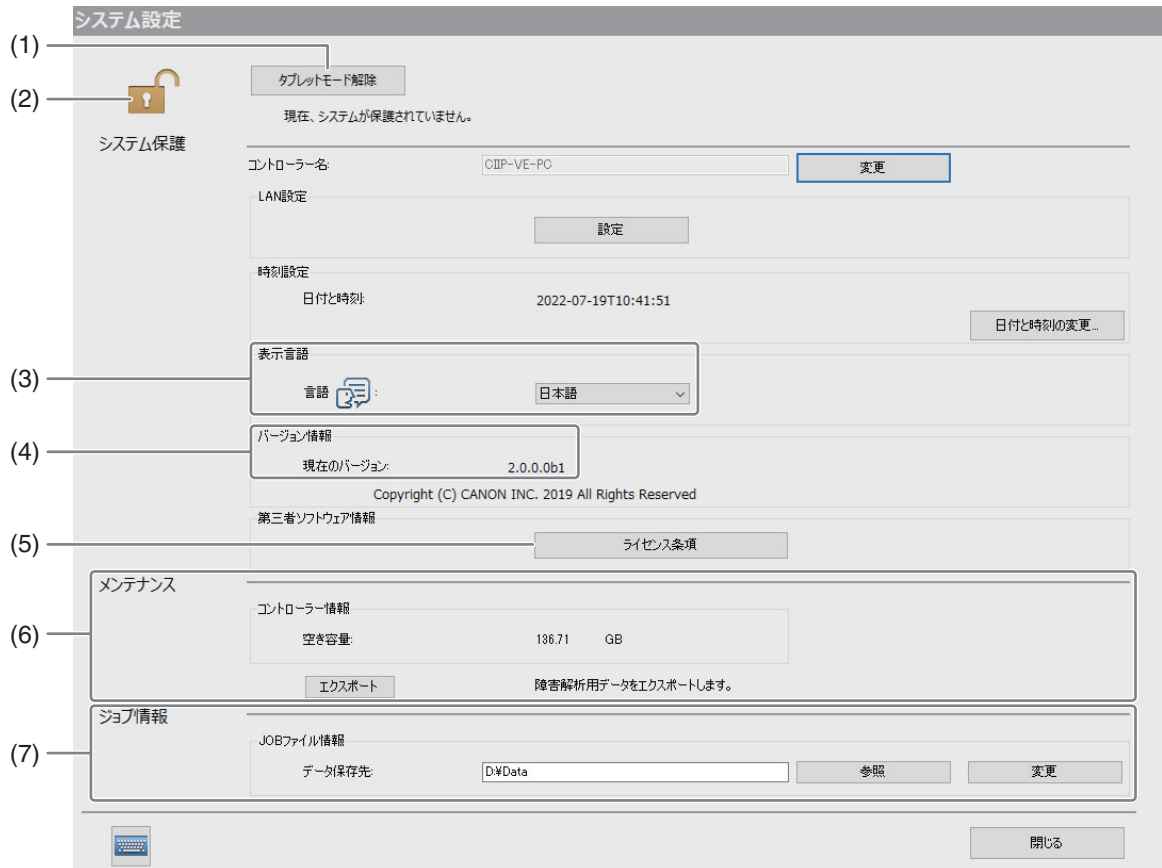 システム設定
(1)
タブレットモード解除
(2)
現在、システムが保護されていません。
システム保護
コントローラー名:
CIIP-VE-PC
変更
LAN設定
設定
時刻設定
日付と時刻:
2022-07-19T10:41:51
日付と時刻の変更...
表示言語
(3)
言語 :
日本語
バージョン情報
(4)
現在のバージョン:
2.0.0.0b1
Copyright (C) CANON INC. 2019 All Rights Reserved
第三者ソフトウェア情報
(5)
ライセンス条項
メンテナンス
コントローラー情報
(6)
空き容量:
136.71
GB
エクスポート
障害解析用データをエクスポートします。
ジョブ情報
JOBファイル情報
(7)
データ保存先:
D:¥Data
参照
変更
閉じる